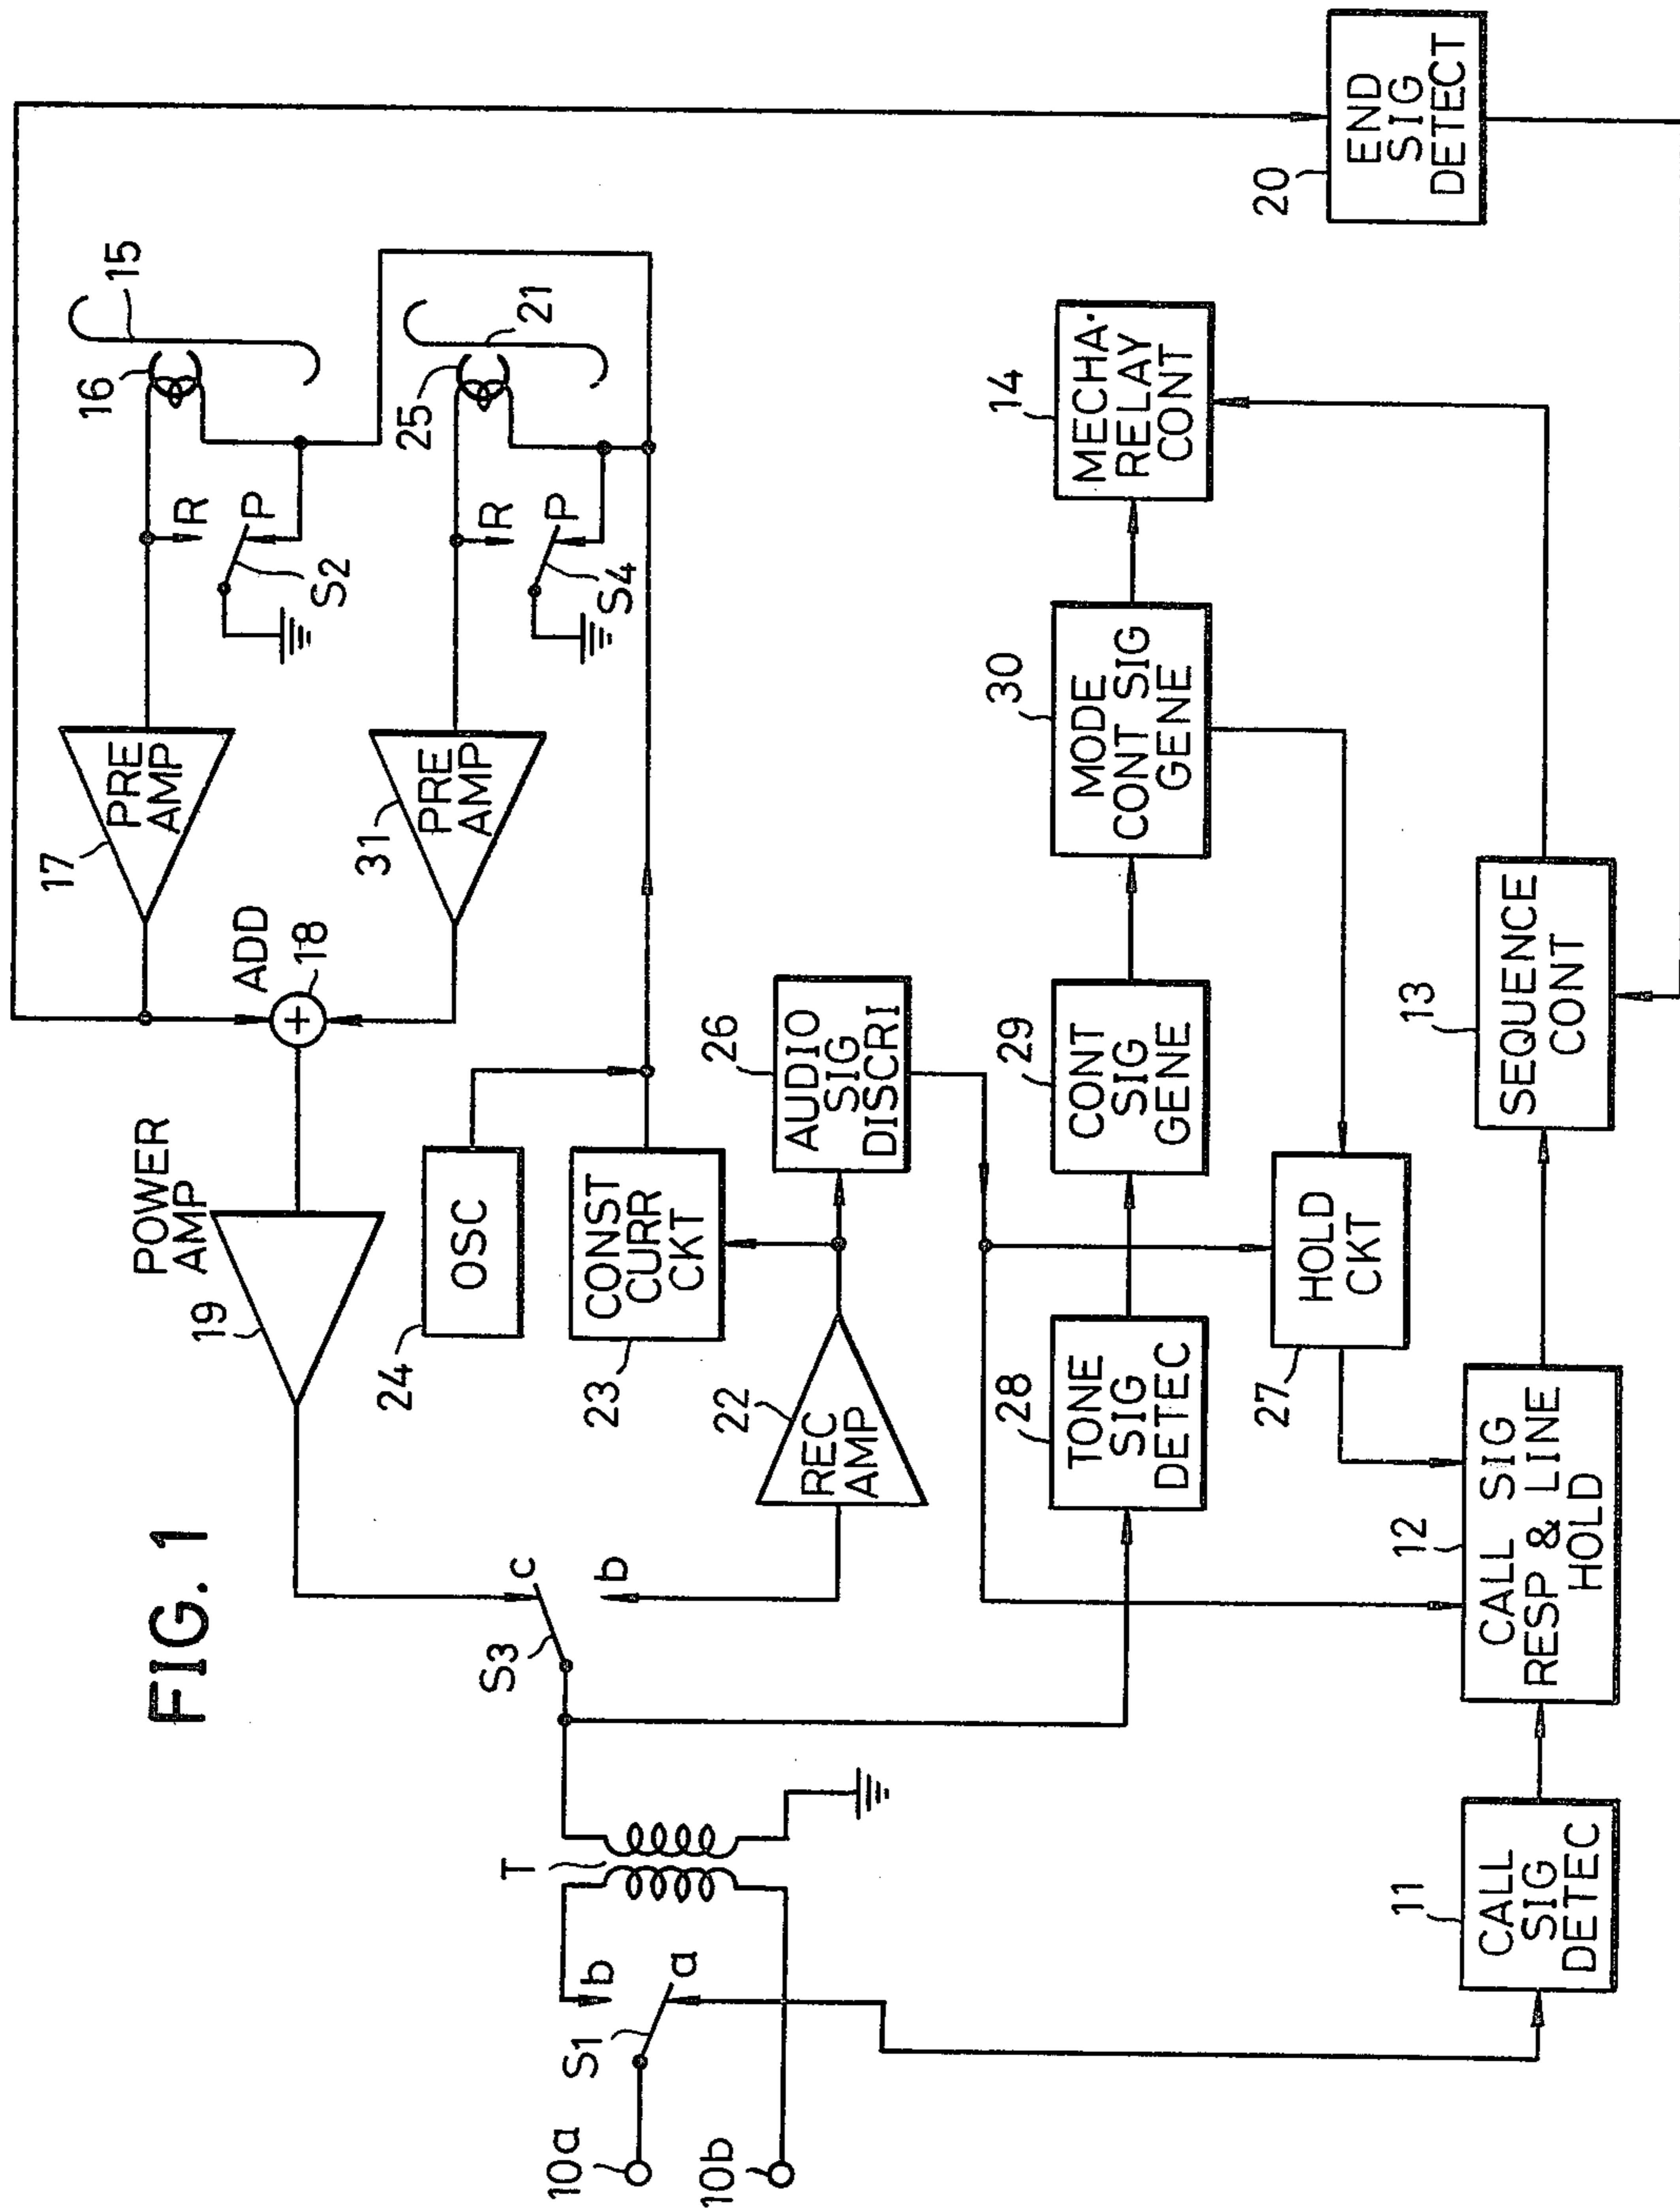 FIG. 1
10a
10b
S1
a
b
T
S3
c
b
POWER
AMP
19
ADD
18
+
17
PRE
AMP
31
PRE
AMP
16
15
R
P
S2
25
21
R
P
S4
24
OSC
23
CONST
CURR
CKT
22
REC
AMP
26
AUDIO
SIG
DISCRI
28
TONE
SIG
DETEC
29
CONT
SIG
GENE
30
MODE
CONT SIG
GENE
14
MECHA·
RELAY
CONT
27
HOLD
CKT
11
CALL
SIG
DETEC
12
CALL SIG
RESP & LINE
HOLD
13
SEQUENCE
CONT
20
END
SIG
DETECT